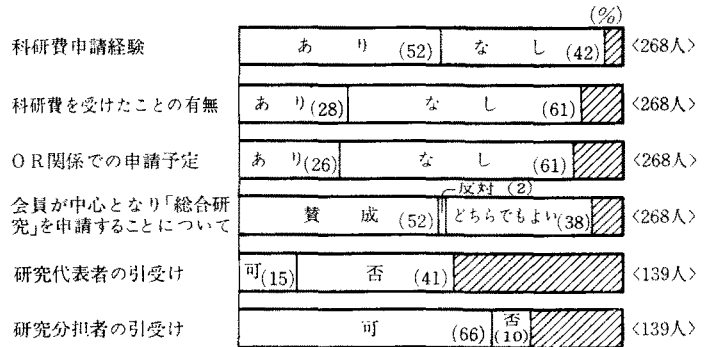 (%)
科研費申請経験 あり(52) なし(42) 〈268人〉
科研費を受けたことの有無 あり(28) なし(61) 〈268人〉
OR関係での申請予定 あり(26) なし(61) 〈268人〉
反対(2)
会員が中心となり「総合研
究」を申請することについて 賛成(52) どちらでもよい(38) 〈268人〉
研究代表者の引受け 可(15) 否(41) 〈139人〉
研究分担者の引受け 可(66) 否(10) 〈139人〉